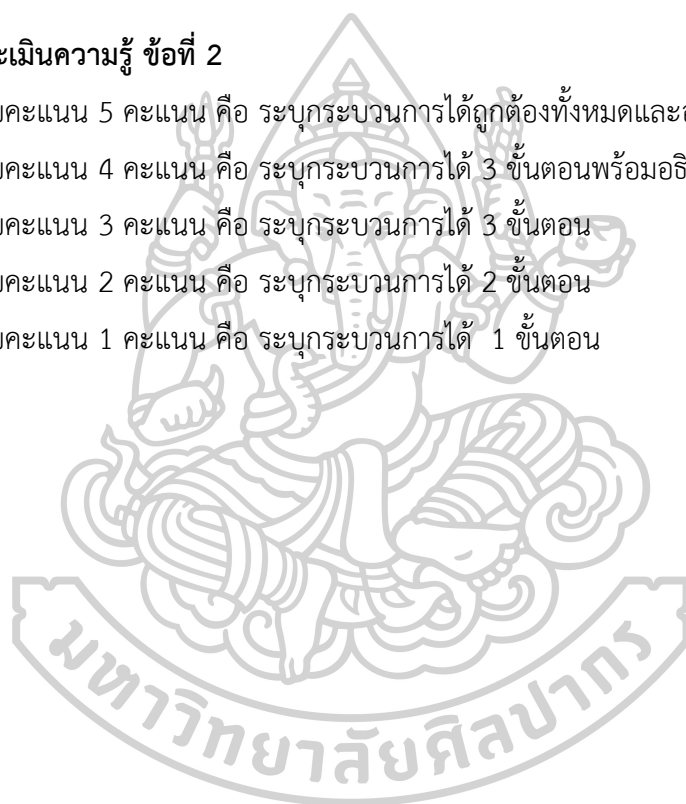 ะเมินความรู้ ข้อที่ 2
คะแนน 5 คะแนน คือ ระบุกระบวนการได้ถูกต้องทั้งหมดและ
คะแนน 4 คะแนน คือ ระบุกระบวนการได้ 3 ขั้นตอนพร้อมอธิ
คะแนน 3 คะแนน คือ ระบุกระบวนการได้ 3 ขั้นตอน
คะแนน 2 คะแนน คือ ระบุกระบวนการได้ 2 ขั้นตอน
คะแนน 1 คะแนน คือ ระบุกระบวนการได้ 1 ขั้นตอน
มหาวิทยาลัยศิลปากร